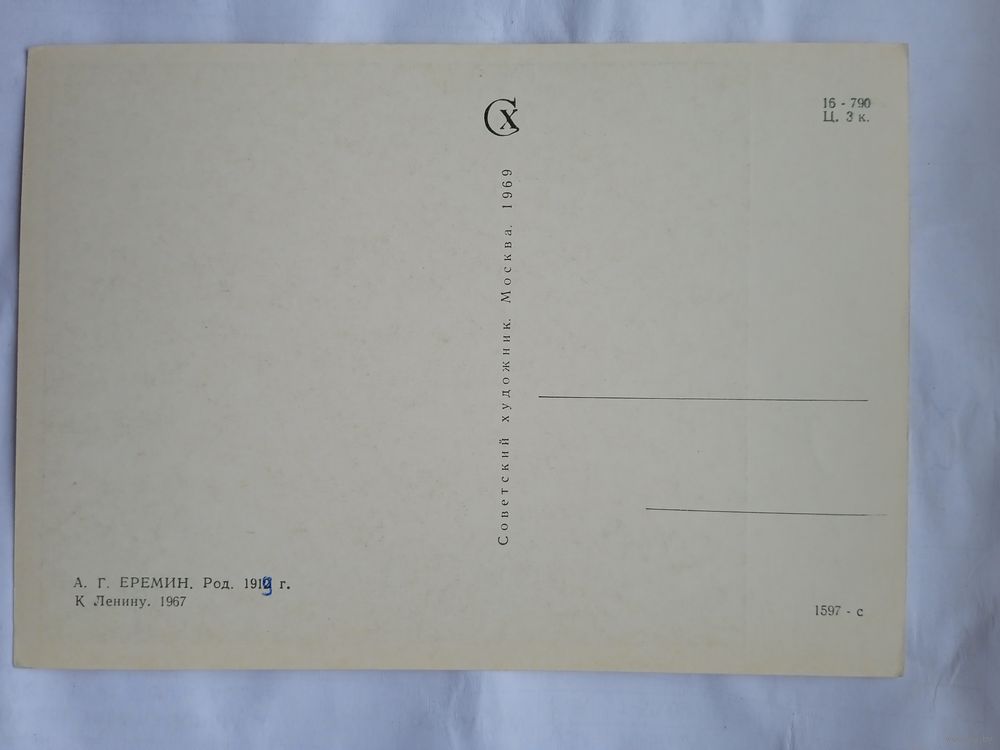 А. Г. ЕРЕМИН. Род. 1919 г.
К Ленину. 1967
СХ
Советский художник. Москва. 1969
16 - 790
Ц. 3 к.
1597 - с